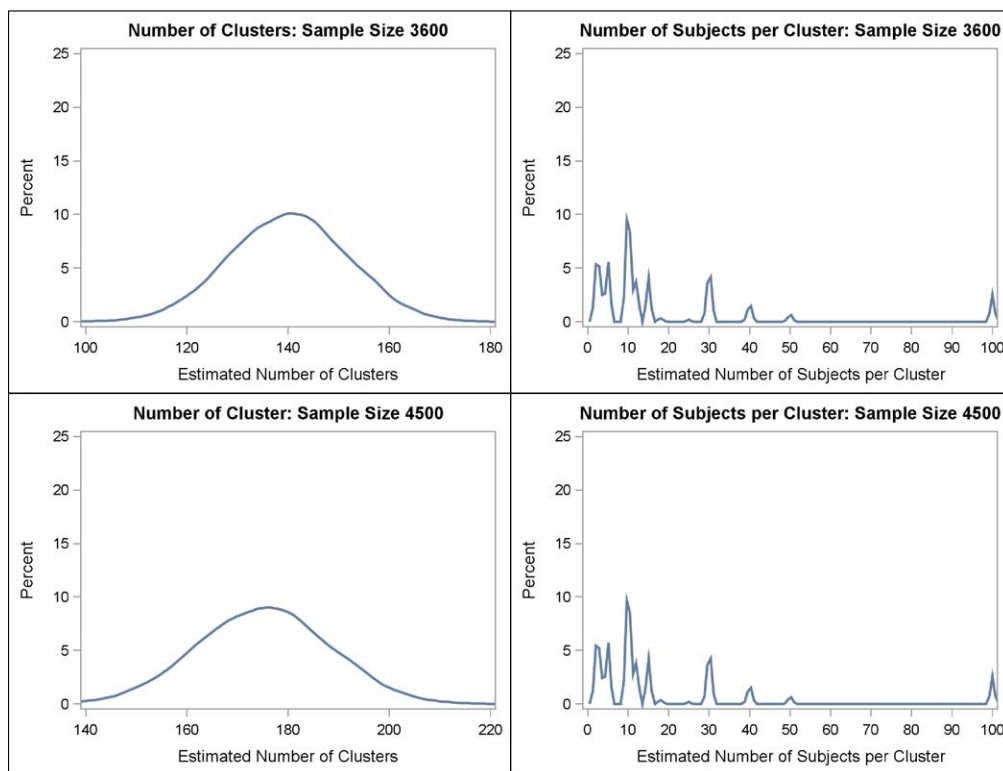 Number of Clusters: Sample Size 3600
25
20
15
10
5
0
Percent
100 120 140 160 180
Estimated Number of Clusters
Number of Subjects per Cluster: Sample Size 3600
25
20
15
10
5
0
Percent
0 10 20 30 40 50 60 70 80 90 100
Estimated Number of Subjects per Cluster
Number of Cluster: Sample Size 4500
25
20
15
10
5
0
Percent
140 160 180 200 220
Estimated Number of Clusters
Number of Subjects per Cluster: Sample Size 4500
25
20
15
10
5
0
Percent
0 10 20 30 40 50 60 70 80 90 100
Estimated Number of Subjects per Cluster